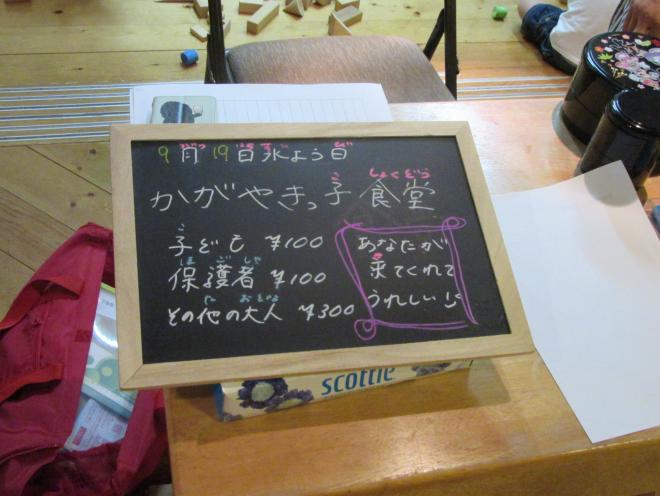 9月19日水よう日
かがやきっ子食堂
子ども ¥100
保護者 ¥100
その他の大人 ¥300
あなたが
来てくれて
うれしい
scottie